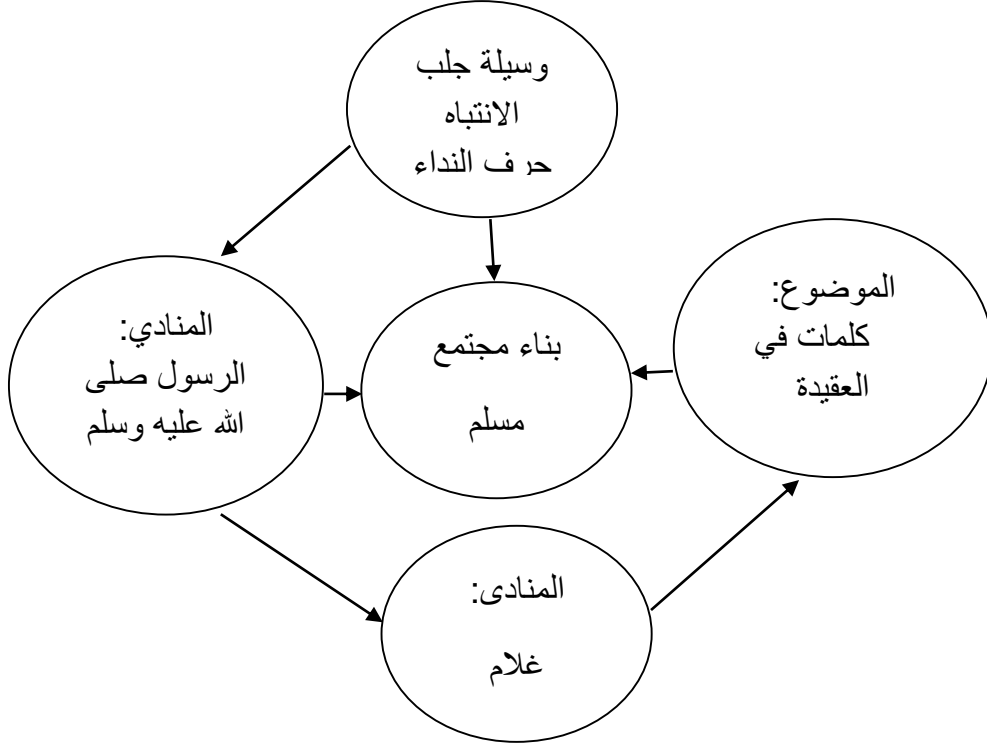 وسيلة جلب
الانتباه
حرف النداء
الموضوع:
كلمات في
العقيدة
المنادي:
الرسول صلى
الله عليه وسلم
بناء مجتمع
مسلم
المنادى:
غلام